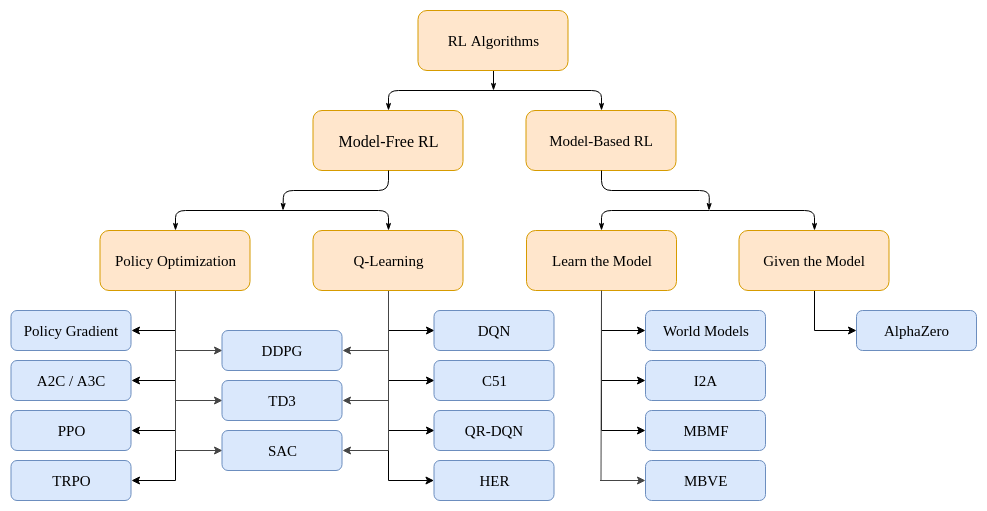 RL Algorithms
Model-Free RL
Model-Based RL
Policy Optimization
Q-Learning
Learn the Model
Given the Model
Policy Gradient
A2C / A3C
PPO
TRPO
DDPG
TD3
SAC
DQN
C51
QR-DQN
HER
World Models
I2A
MBMF
MBVE
AlphaZero